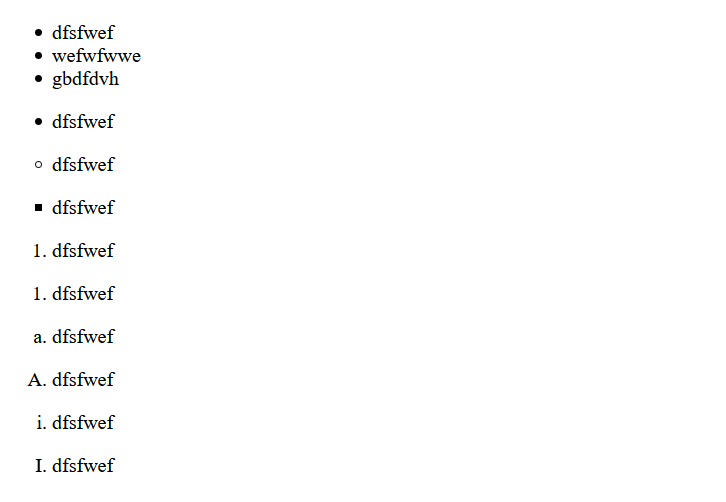 • dfsfwef
• wefwfwwe
• gbdfdvh
• dfsfwef
○ dfsfwef
■ dfsfwef
1. dfsfwef
1. dfsfwef
a. dfsfwef
A. dfsfwef
i. dfsfwef
I. dfsfwef